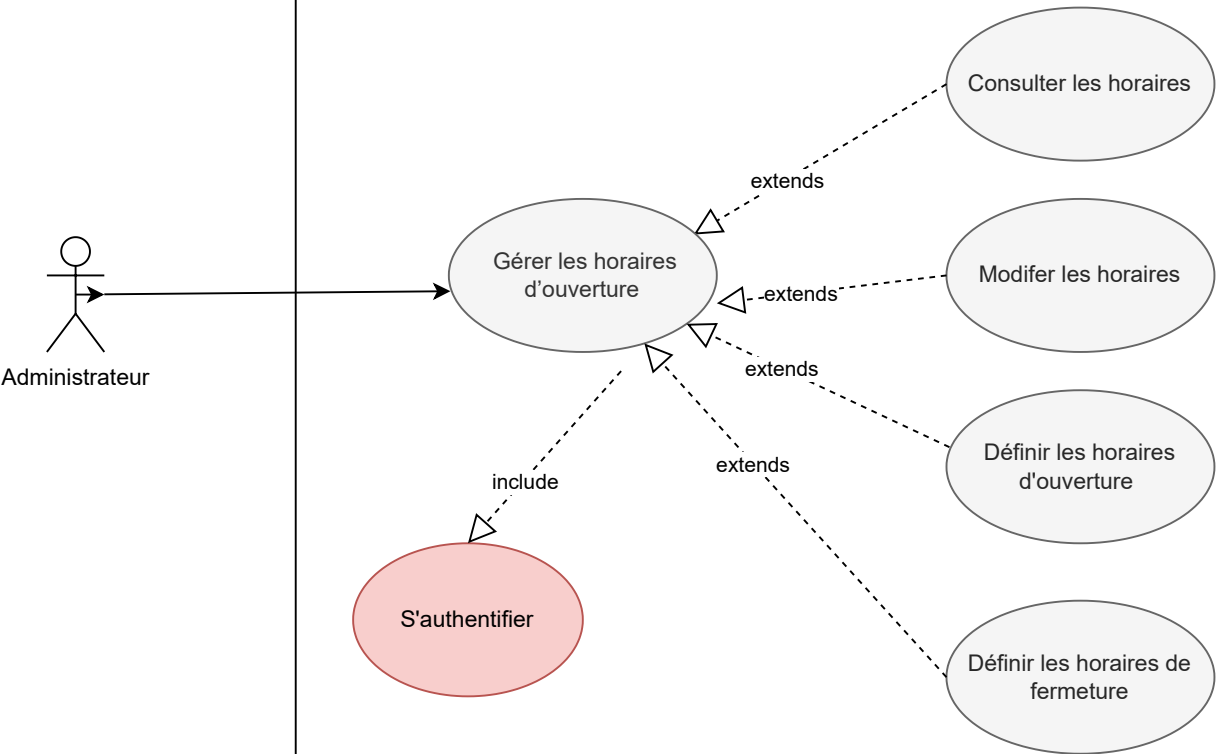 Consulter les horaires
extends
Gérer les horaires
d’ouverture
Modifer les horaires
extends
Administrateur
extends
Définir les horaires
d'ouverture
extends
include
S'authentifier
Définir les horaires de
fermeture